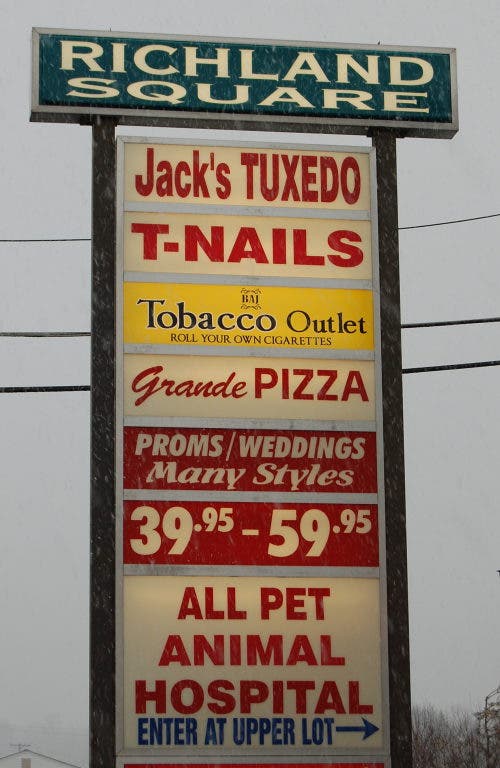 RICHLAND
SQUARE
Jack's TUXEDO
T-NAILS
BAJ
Tobacco Outlet
ROLL YOUR OWN CIGARETTES
Grande PIZZA
PROMS/WEDDINGS
Many Styles
39.95 - 59.95
ALL PET
ANIMAL
HOSPITAL
ENTER AT UPPER LOT→